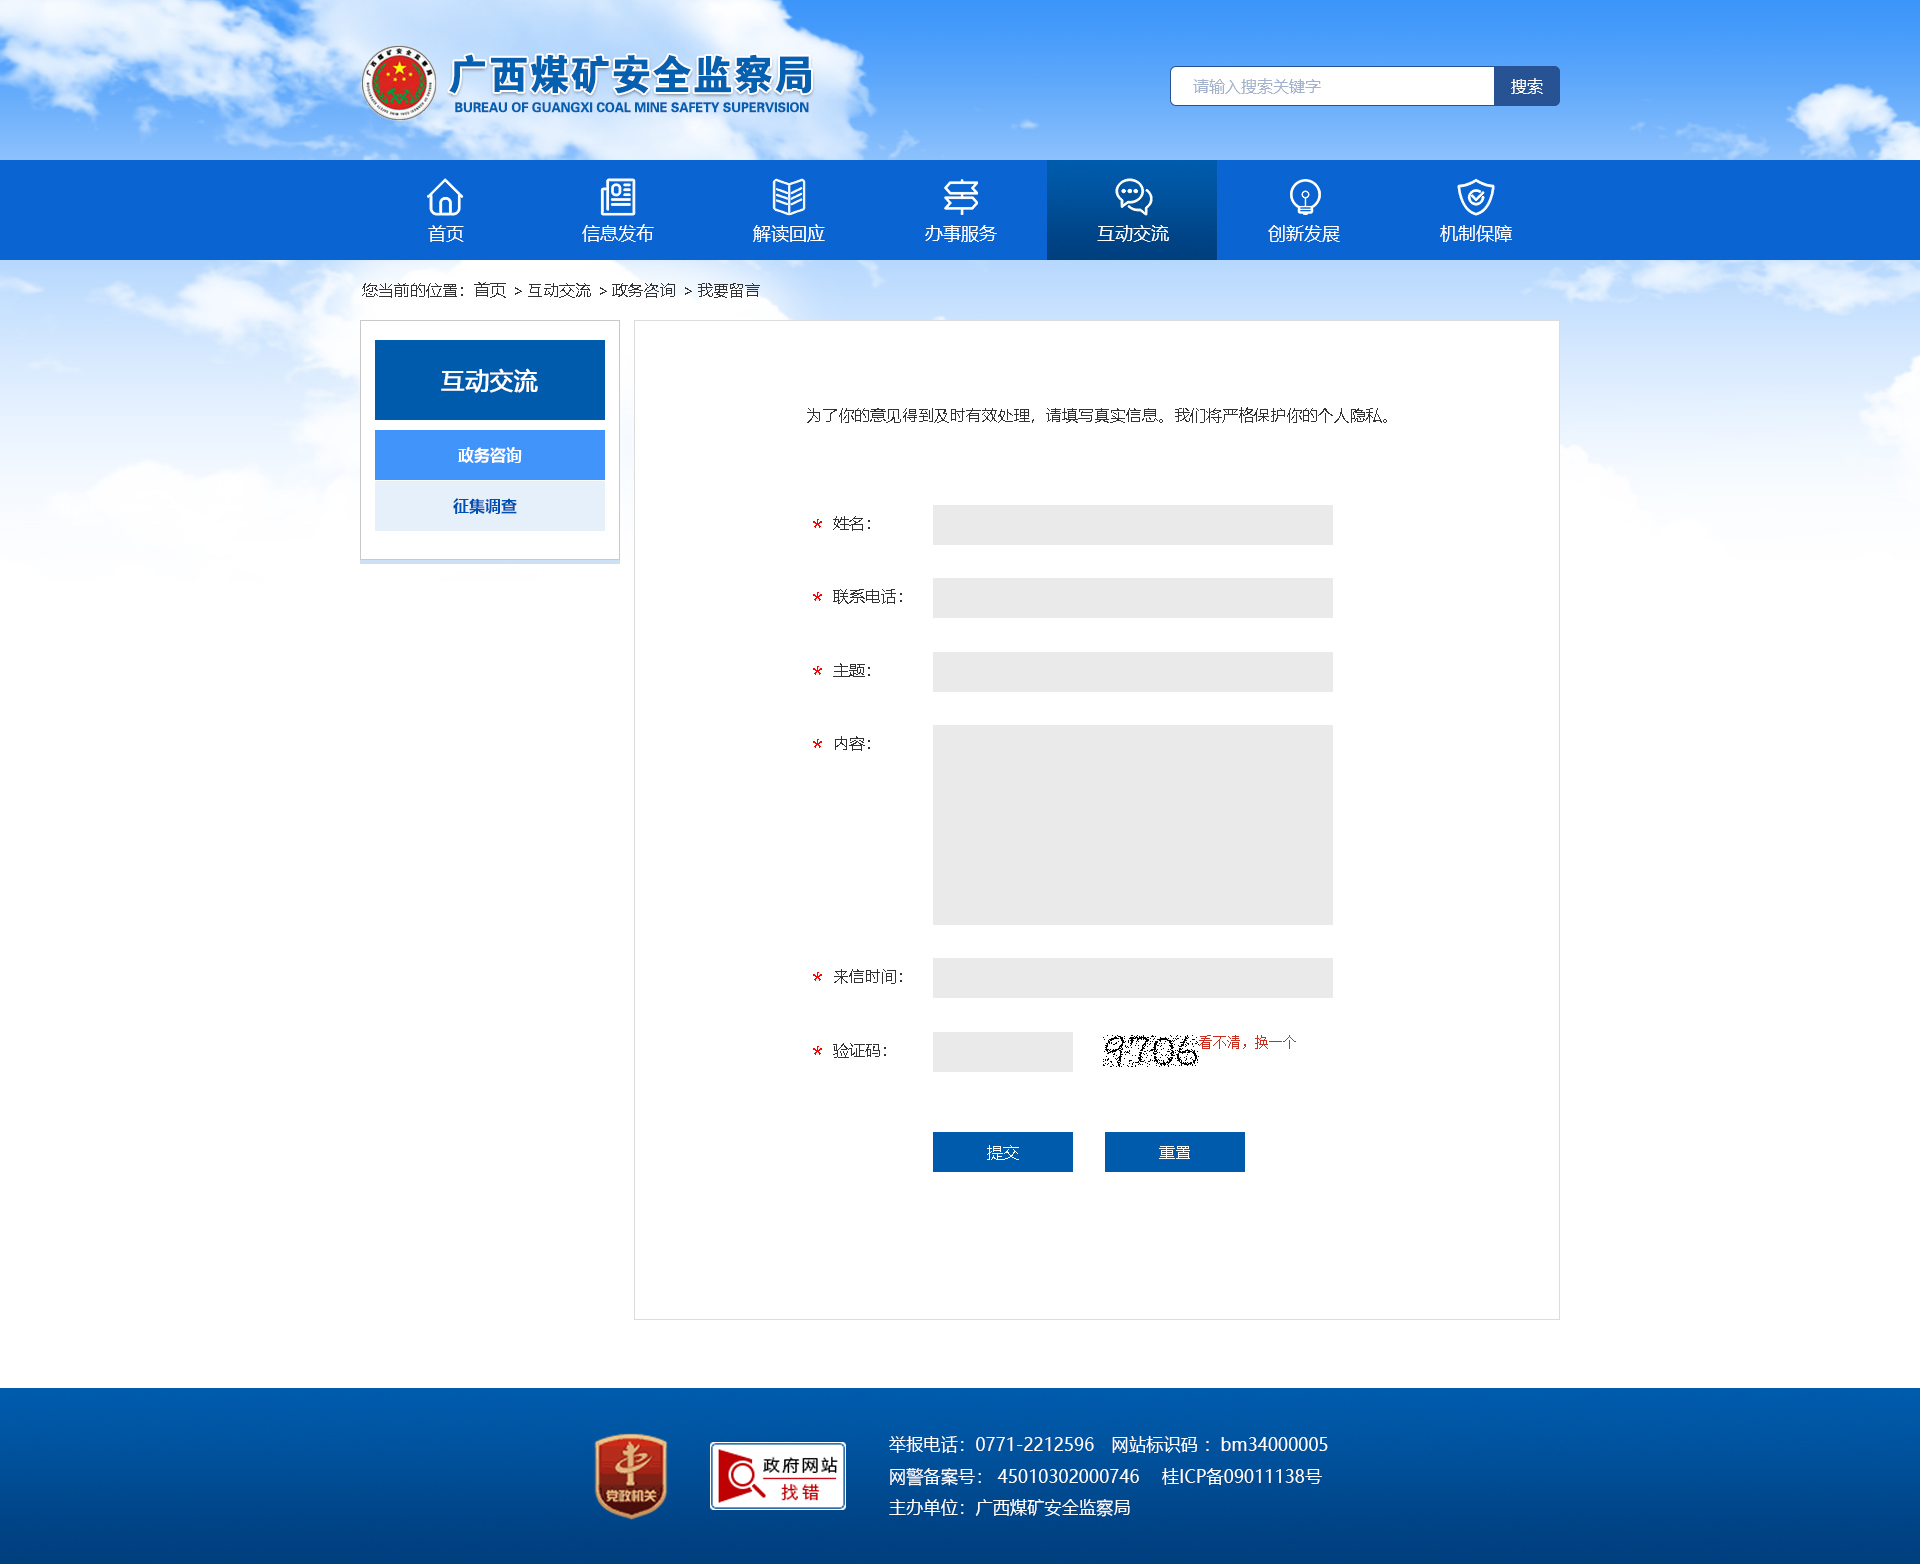 广西煤矿安全监察局
BUREAU OF GUANGXI COAL MINE SAFETY SUPERVISION
请输入搜索关键字
搜索
首页 信息发布 解读回应 办事服务 互动交流 创新发展 机制保障
您当前的位置：首页 > 互动交流 > 政务咨询 > 我要留言
互动交流
政务咨询
征集调查
为了你的意见得到及时有效处理，请填写真实信息。我们将严格保护你的个人隐私。
* 姓名：
* 联系电话：
* 主题：
* 内容：
* 来信时间：
* 验证码：
9706 看不清，换一个
提交 重置
党政机关
政府网站
找错
举报电话：0771-2212596 网站标识码 ：bm34000005
网警备案号： 45010302000746 桂ICP备09011138号
主办单位：广西煤矿安全监察局